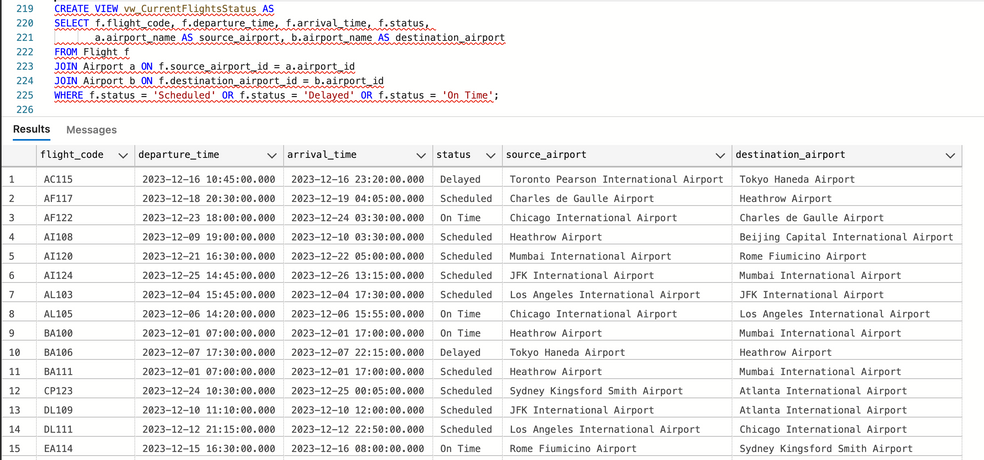 219 CREATE VIEW vw_CurrentFlightsStatus AS
220 SELECT f.flight_code, f.departure_time, f.arrival_time, f.status,
221 a.airport_name AS source_airport, b.airport_name AS destination_airport
222 FROM Flight f
223 JOIN Airport a ON f.source_airport_id = a.airport_id
224 JOIN Airport b ON f.destination_airport_id = b.airport_id
225 WHERE f.status = 'Scheduled' OR f.status = 'Delayed' OR f.status = 'On Time';
226
Results Messages
flight_code departure_time arrival_time status source_airport destination_airport
1 AC115 2023-12-16 10:45:00.000 2023-12-16 23:20:00.000 Delayed Toronto Pearson International Airport Tokyo Haneda Airport
2 AF117 2023-12-18 20:30:00.000 2023-12-19 04:05:00.000 Scheduled Charles de Gaulle Airport Heathrow Airport
3 AF122 2023-12-23 18:00:00.000 2023-12-24 03:30:00.000 On Time Chicago International Airport Charles de Gaulle Airport
4 AI108 2023-12-09 19:00:00.000 2023-12-10 03:30:00.000 Scheduled Heathrow Airport Beijing Capital International Airport
5 AI120 2023-12-21 16:30:00.000 2023-12-22 05:00:00.000 Scheduled Mumbai International Airport Rome Fiumicino Airport
6 AI124 2023-12-25 14:45:00.000 2023-12-26 13:15:00.000 Scheduled JFK International Airport Mumbai International Airport
7 AL103 2023-12-04 15:45:00.000 2023-12-04 17:30:00.000 Scheduled Los Angeles International Airport JFK International Airport
8 AL105 2023-12-06 14:20:00.000 2023-12-06 15:55:00.000 On Time Chicago International Airport Los Angeles International Airport
9 BA100 2023-12-01 07:00:00.000 2023-12-01 17:00:00.000 On Time Heathrow Airport Mumbai International Airport
10 BA106 2023-12-07 17:30:00.000 2023-12-07 22:15:00.000 Delayed Tokyo Haneda Airport Heathrow Airport
11 BA111 2023-12-01 07:00:00.000 2023-12-01 17:00:00.000 Scheduled Heathrow Airport Mumbai International Airport
12 CP123 2023-12-24 10:30:00.000 2023-12-25 00:05:00.000 Scheduled Sydney Kingsford Smith Airport Atlanta International Airport
13 DL109 2023-12-10 11:10:00.000 2023-12-10 12:00:00.000 Scheduled JFK International Airport Atlanta International Airport
14 DL111 2023-12-12 21:15:00.000 2023-12-12 22:50:00.000 Scheduled Los Angeles International Airport Chicago International Airport
15 EA114 2023-12-15 16:30:00.000 2023-12-16 08:00:00.000 On Time Rome Fiumicino Airport Sydney Kingsford Smith Airport